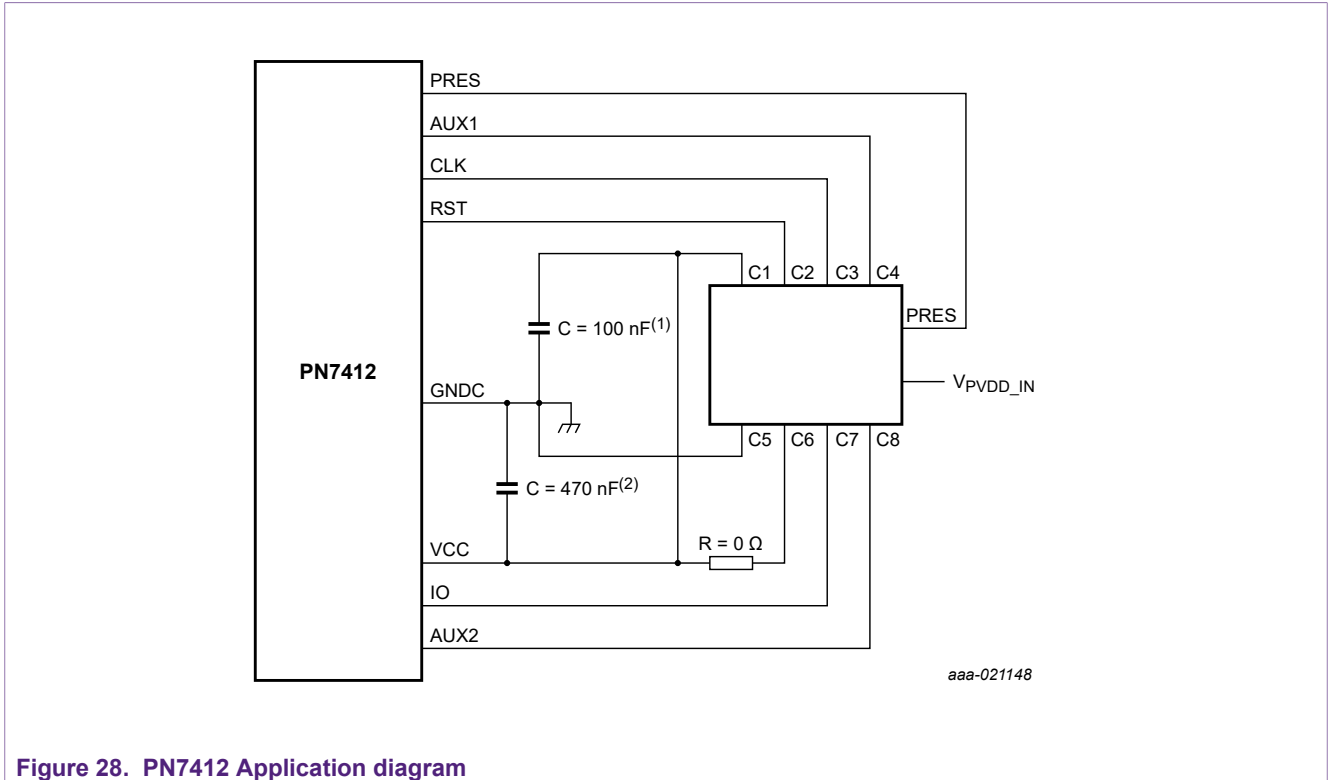 PRES
AUX1
CLK
RST
C1 C2 C3 C4
PRES
C = 100 nF(1)
PN7412
VPVDD_IN
GNDC
C5 C6 C7 C8
C = 470 nF(2)
R = 0 Ω
VCC
IO
AUX2
aaa-021148
Figure 28. PN7412 Application diagram